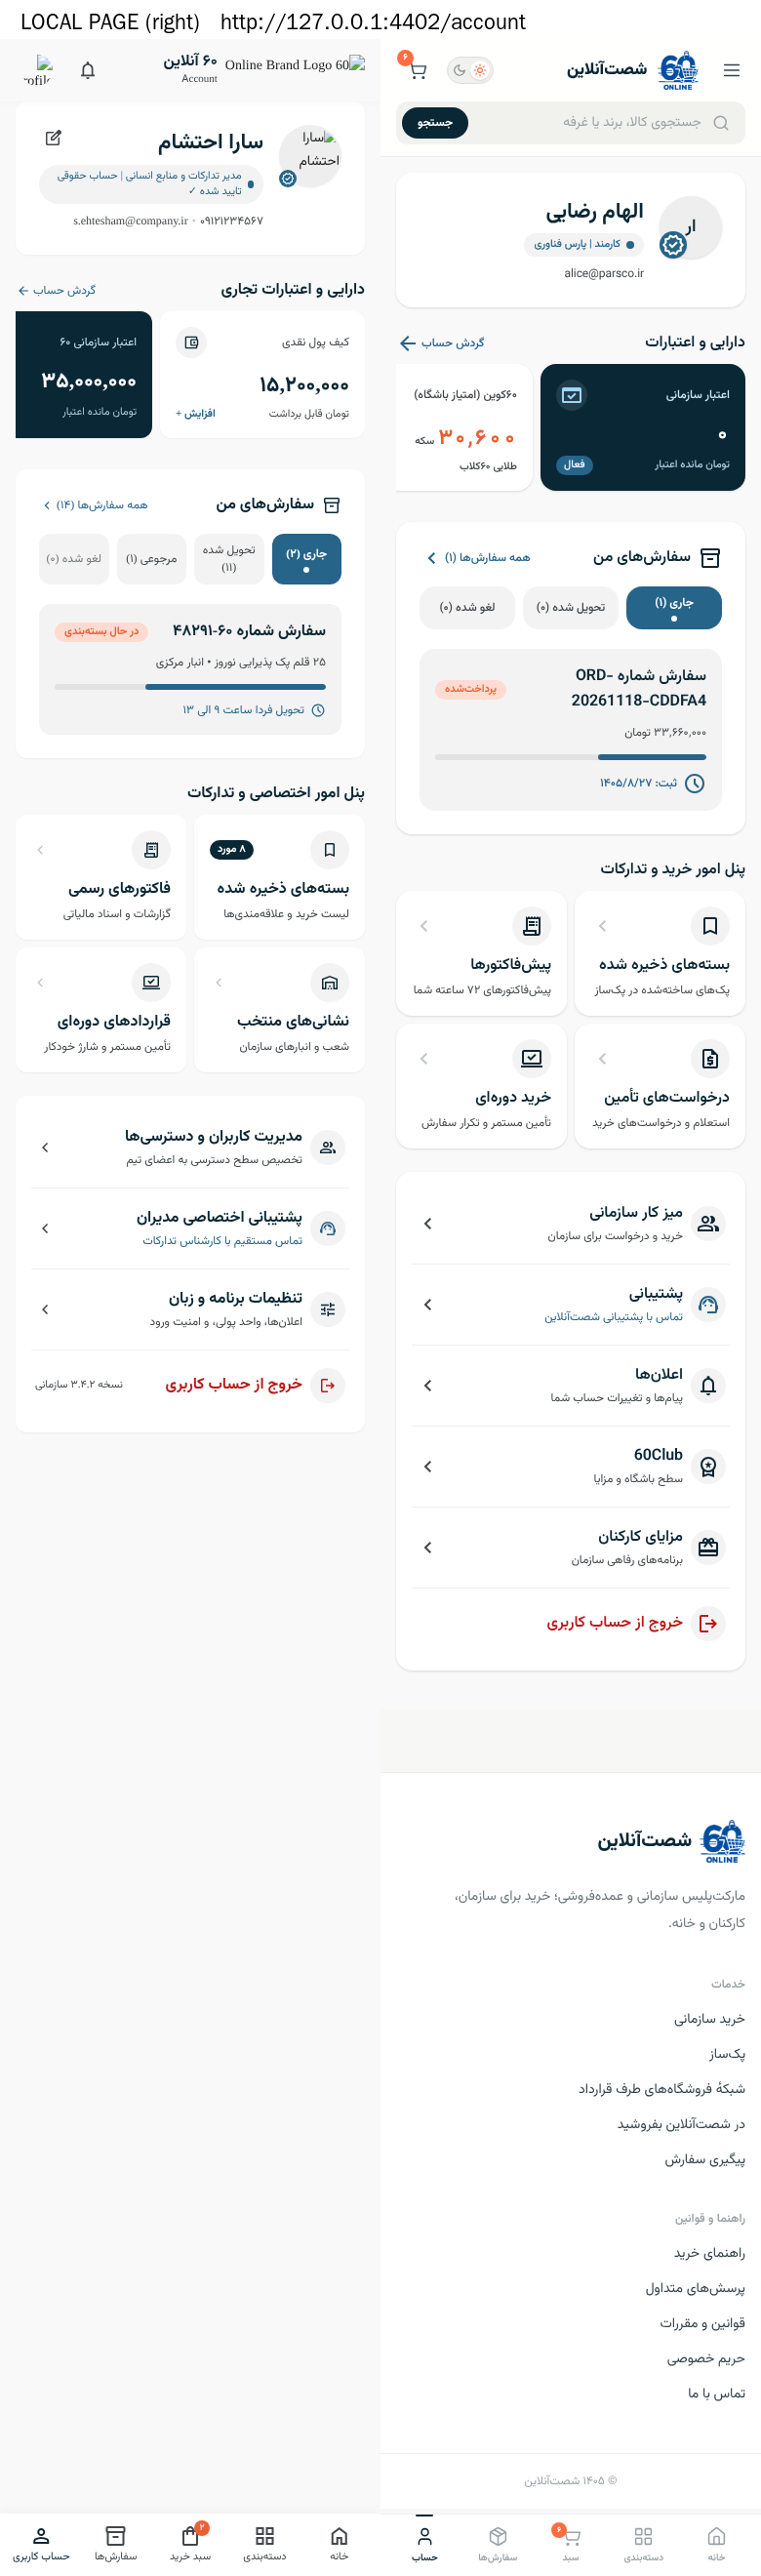 LOCAL PAGE (right) http://127.0.0.1:4402/account
شصت‌آنلاین
60
ONLINE
۶
جستجوی کالا، برند یا غرفه
جستجو
ار
الهام رضایی
کارمند | پارس فناوری
alice@parsco.ir
دارایی و اعتبارات
گردش حساب
اعتبار سازمانی
۰
تومان مانده اعتبار
فعال
۶۰کوین (امتیاز باشگاه)
۳۰,۶۰۰ سکه
طلایی ۶۰کلاب
سفارش‌های من
همه سفارش‌ها (۱)
جاری (۱)
تحویل شده (۰)
لغو شده (۰)
سفارش شماره ORD-
20261118-CDDFA4
پرداخت‌شده
۳۳,۶۶۰,۰۰۰ تومان
ثبت: ۱۴۰۵/۸/۲۷
پنل امور خرید و تدارکات
بسته‌های ذخیره شده
پک‌های ساخته‌شده در پک‌ساز
پیش‌فاکتورها
پیش‌فاکتورهای ۷۲ ساعته شما
درخواست‌های تأمین
استعلام و درخواست‌های خرید
خرید دوره‌ای
تأمین مستمر و تکرار سفارش
میز کار سازمانی
خرید و درخواست برای سازمان
پشتیبانی
تماس با پشتیبانی شصت‌آنلاین
اعلان‌ها
پیام‌ها و تغییرات حساب شما
60Club
سطح باشگاه و مزایا
مزایای کارکنان
برنامه‌های رفاهی سازمان
خروج از حساب کاربری
60
ONLINE
شصت‌آنلاین
مارکت‌پلیس سازمانی و عمده‌فروشی؛ خرید برای سازمان،
کارکنان و خانه.
خدمات
خرید سازمانی
پک‌ساز
شبکهٔ فروشگاه‌های طرف قرارداد
در شصت‌آنلاین بفروشید
پیگیری سفارش
راهنما و قوانین
راهنمای خرید
پرسش‌های متداول
قوانین و مقررات
حریم خصوصی
تماس با ما
© ۱۴۰۵ شصت‌آنلاین
خانه
دسته‌بندی
۶
سبد
سفارش‌ها
حساب
60 Online Brand Logo
۶۰ آنلاین
Account
rofil
سارا
احتشام
سارا احتشام
مدیر تدارکات و منابع انسانی | حساب حقوقی
تایید شده ✓
۰۹۱۲۱۲۳۴۵۶۷ • s.ehtesham@company.ir
دارایی و اعتبارات تجاری
گردش حساب
کیف پول نقدی
۱۵,۲۰۰,۰۰۰
تومان قابل برداشت
افزایش +
اعتبار سازمانی ۶۰
۳۵,۰۰۰,۰۰۰
تومان مانده اعتبار
سفارش‌های من
همه سفارش‌ها (۱۴)
جاری (۲)
تحویل شده
(۱۱)
مرجوعی (۱)
لغو شده (۰)
سفارش شماره ۶۰-۴۸۲۹۱
در حال بسته‌بندی
۲۵ قلم پک پذیرایی نوروز • انبار مرکزی
تحویل فردا ساعت ۹ الی ۱۳
پنل امور اختصاصی و تدارکات
۸ مورد
بسته‌های ذخیره شده
لیست خرید و علاقه‌مندی‌ها
فاکتورهای رسمی
گزارشات و اسناد مالیاتی
نشانی‌های منتخب
شعب و انبارهای سازمان
قراردادهای دوره‌ای
تأمین مستمر و شارژ خودکار
مدیریت کاربران و دسترسی‌ها
تخصیص سطح دسترسی به اعضای تیم
پشتیبانی اختصاصی مدیران
تماس مستقیم با کارشناس تدارکات
تنظیمات برنامه و زبان
اعلان‌ها، واحد پولی، و امنیت ورود
خروج از حساب کاربری
نسخه ۳.۴.۲ سازمانی
خانه
دسته‌بندی
۲
سبد خرید
سفارش‌ها
حساب کاربری